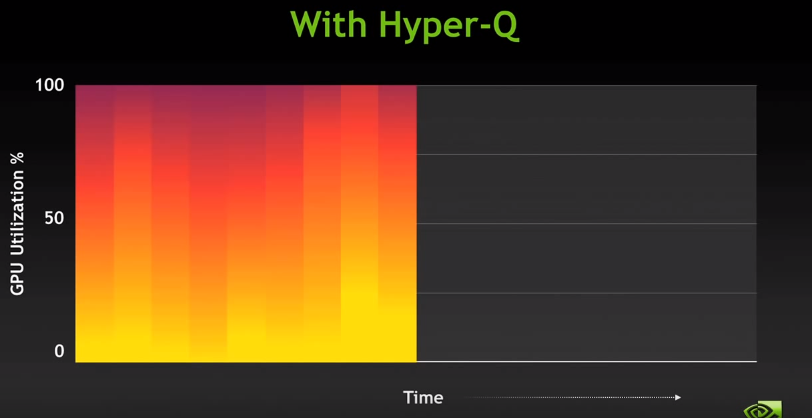 With Hyper-Q
100
GPU Utilization %
50
0
Time